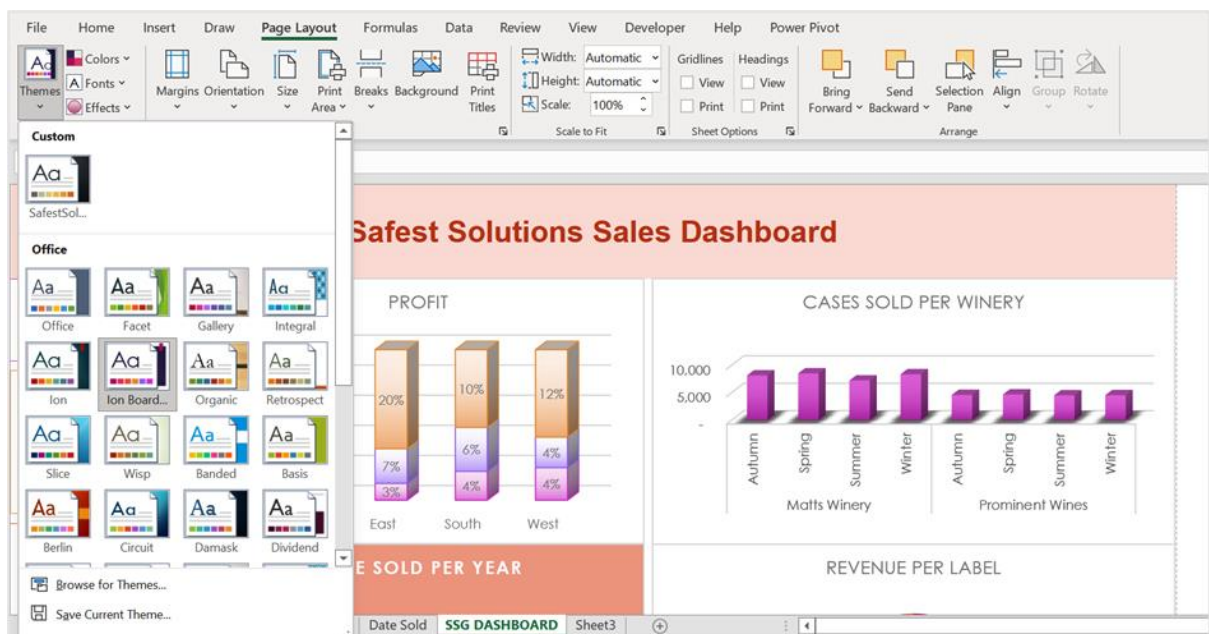 File Home Insert Draw Page Layout Formulas Data Review View Developer Help Power Pivot
Themes
Aa
Colors
A Fonts
Effects
Margins Orientation Size Print Area Breaks Background Print Titles
Width: Automatic
Height: Automatic
Scale: 100%
Scale to Fit
Gridlines Headings
View View
Print Print
Sheet Options
Bring Forward Send Backward Selection Pane Align Group Rotate
Arrange
Custom
Aa
SafestSol...
Office
Aa Aa Aa Aa
Office Facet Gallery Integral
Aa Aa Aa Aa
Ion Ion Board... Organic Retrospect
Aa Aa Aa Aa
Slice Wisp Banded Basis
Aa Aa Aa Aa
Berlin Circuit Damask Dividend
Browse for Themes...
Save Current Theme...
Safest Solutions Sales Dashboard
PROFIT
20% 10% 12%
7% 6% 4%
3% 4% 4%
East South West
CASES SOLD PER WINERY
10,000
5,000
-
Autumn Spring Summer Winter Autumn Spring Summer Winter
Matts Winery Prominent Wines
E SOLD PER YEAR
REVENUE PER LABEL
Date Sold SSG DASHBOARD Sheet3